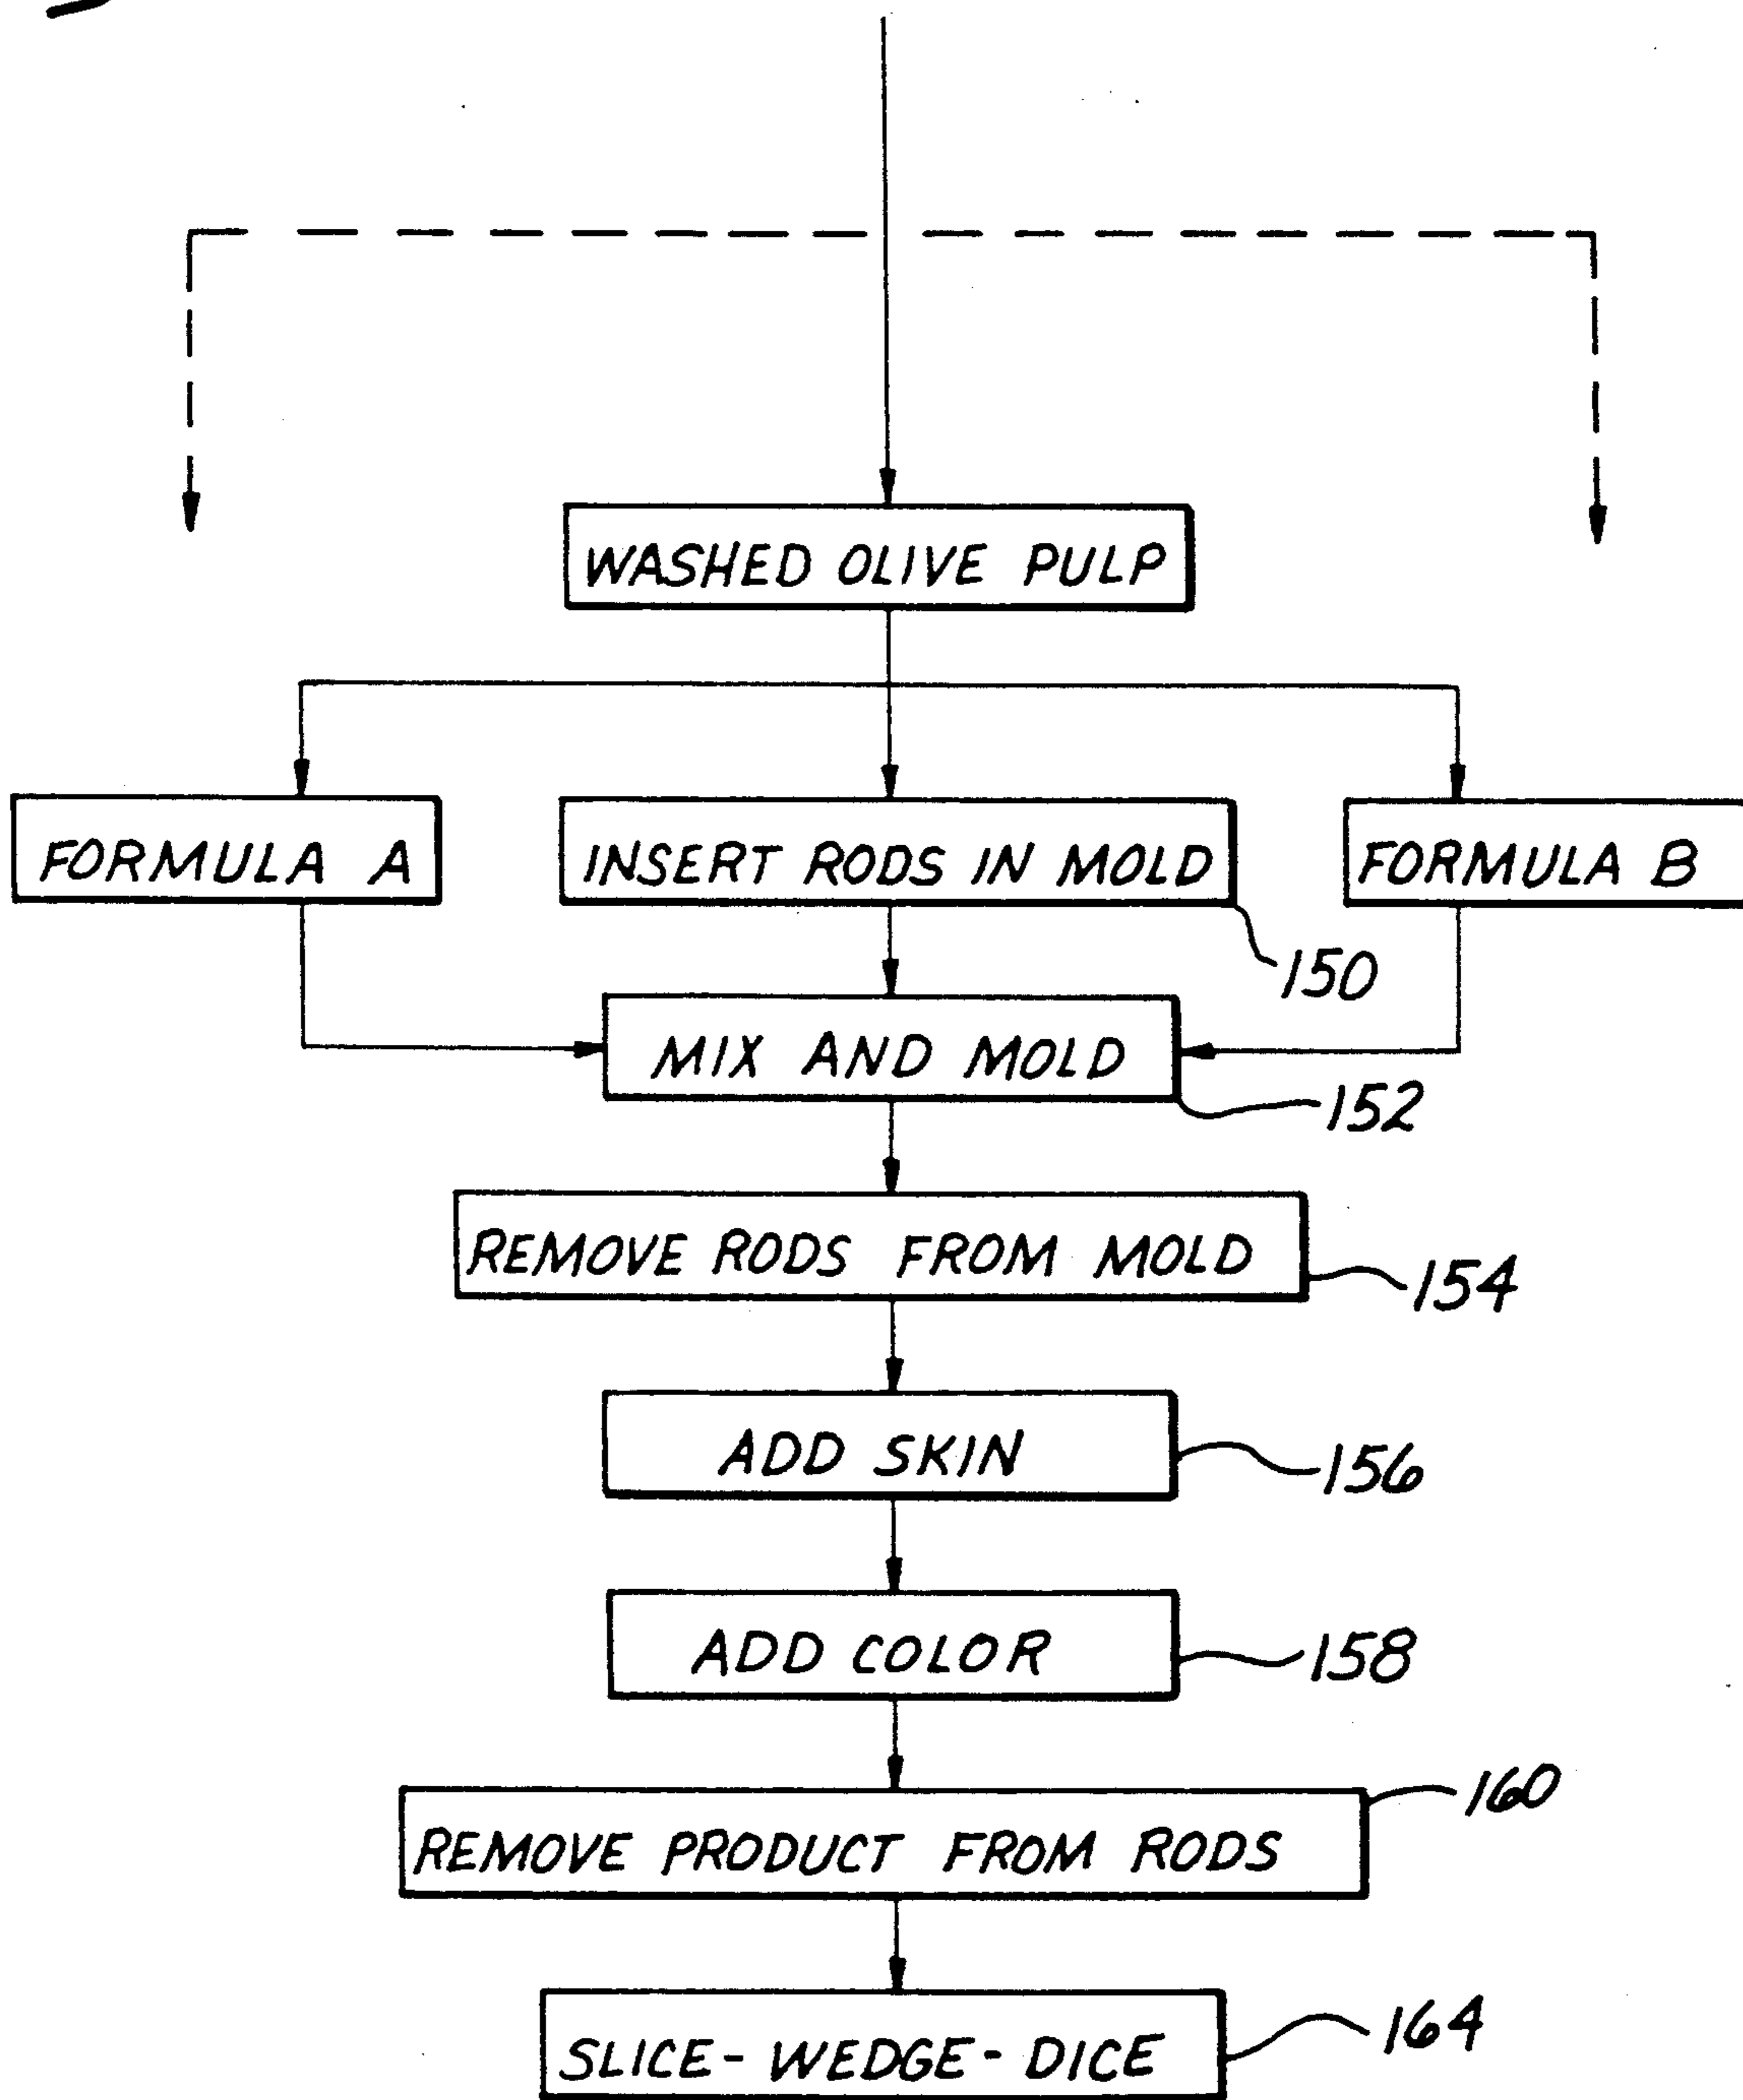 WASHED OLIVE PULP
FORMULA A
INSERT RODS IN MOLD
FORMULA B
150
MIX AND MOLD
152
REMOVE RODS FROM MOLD
154
ADD SKIN
156
ADD COLOR
158
160
REMOVE PRODUCT FROM RODS
164
SLICE-WEDGE-DICE